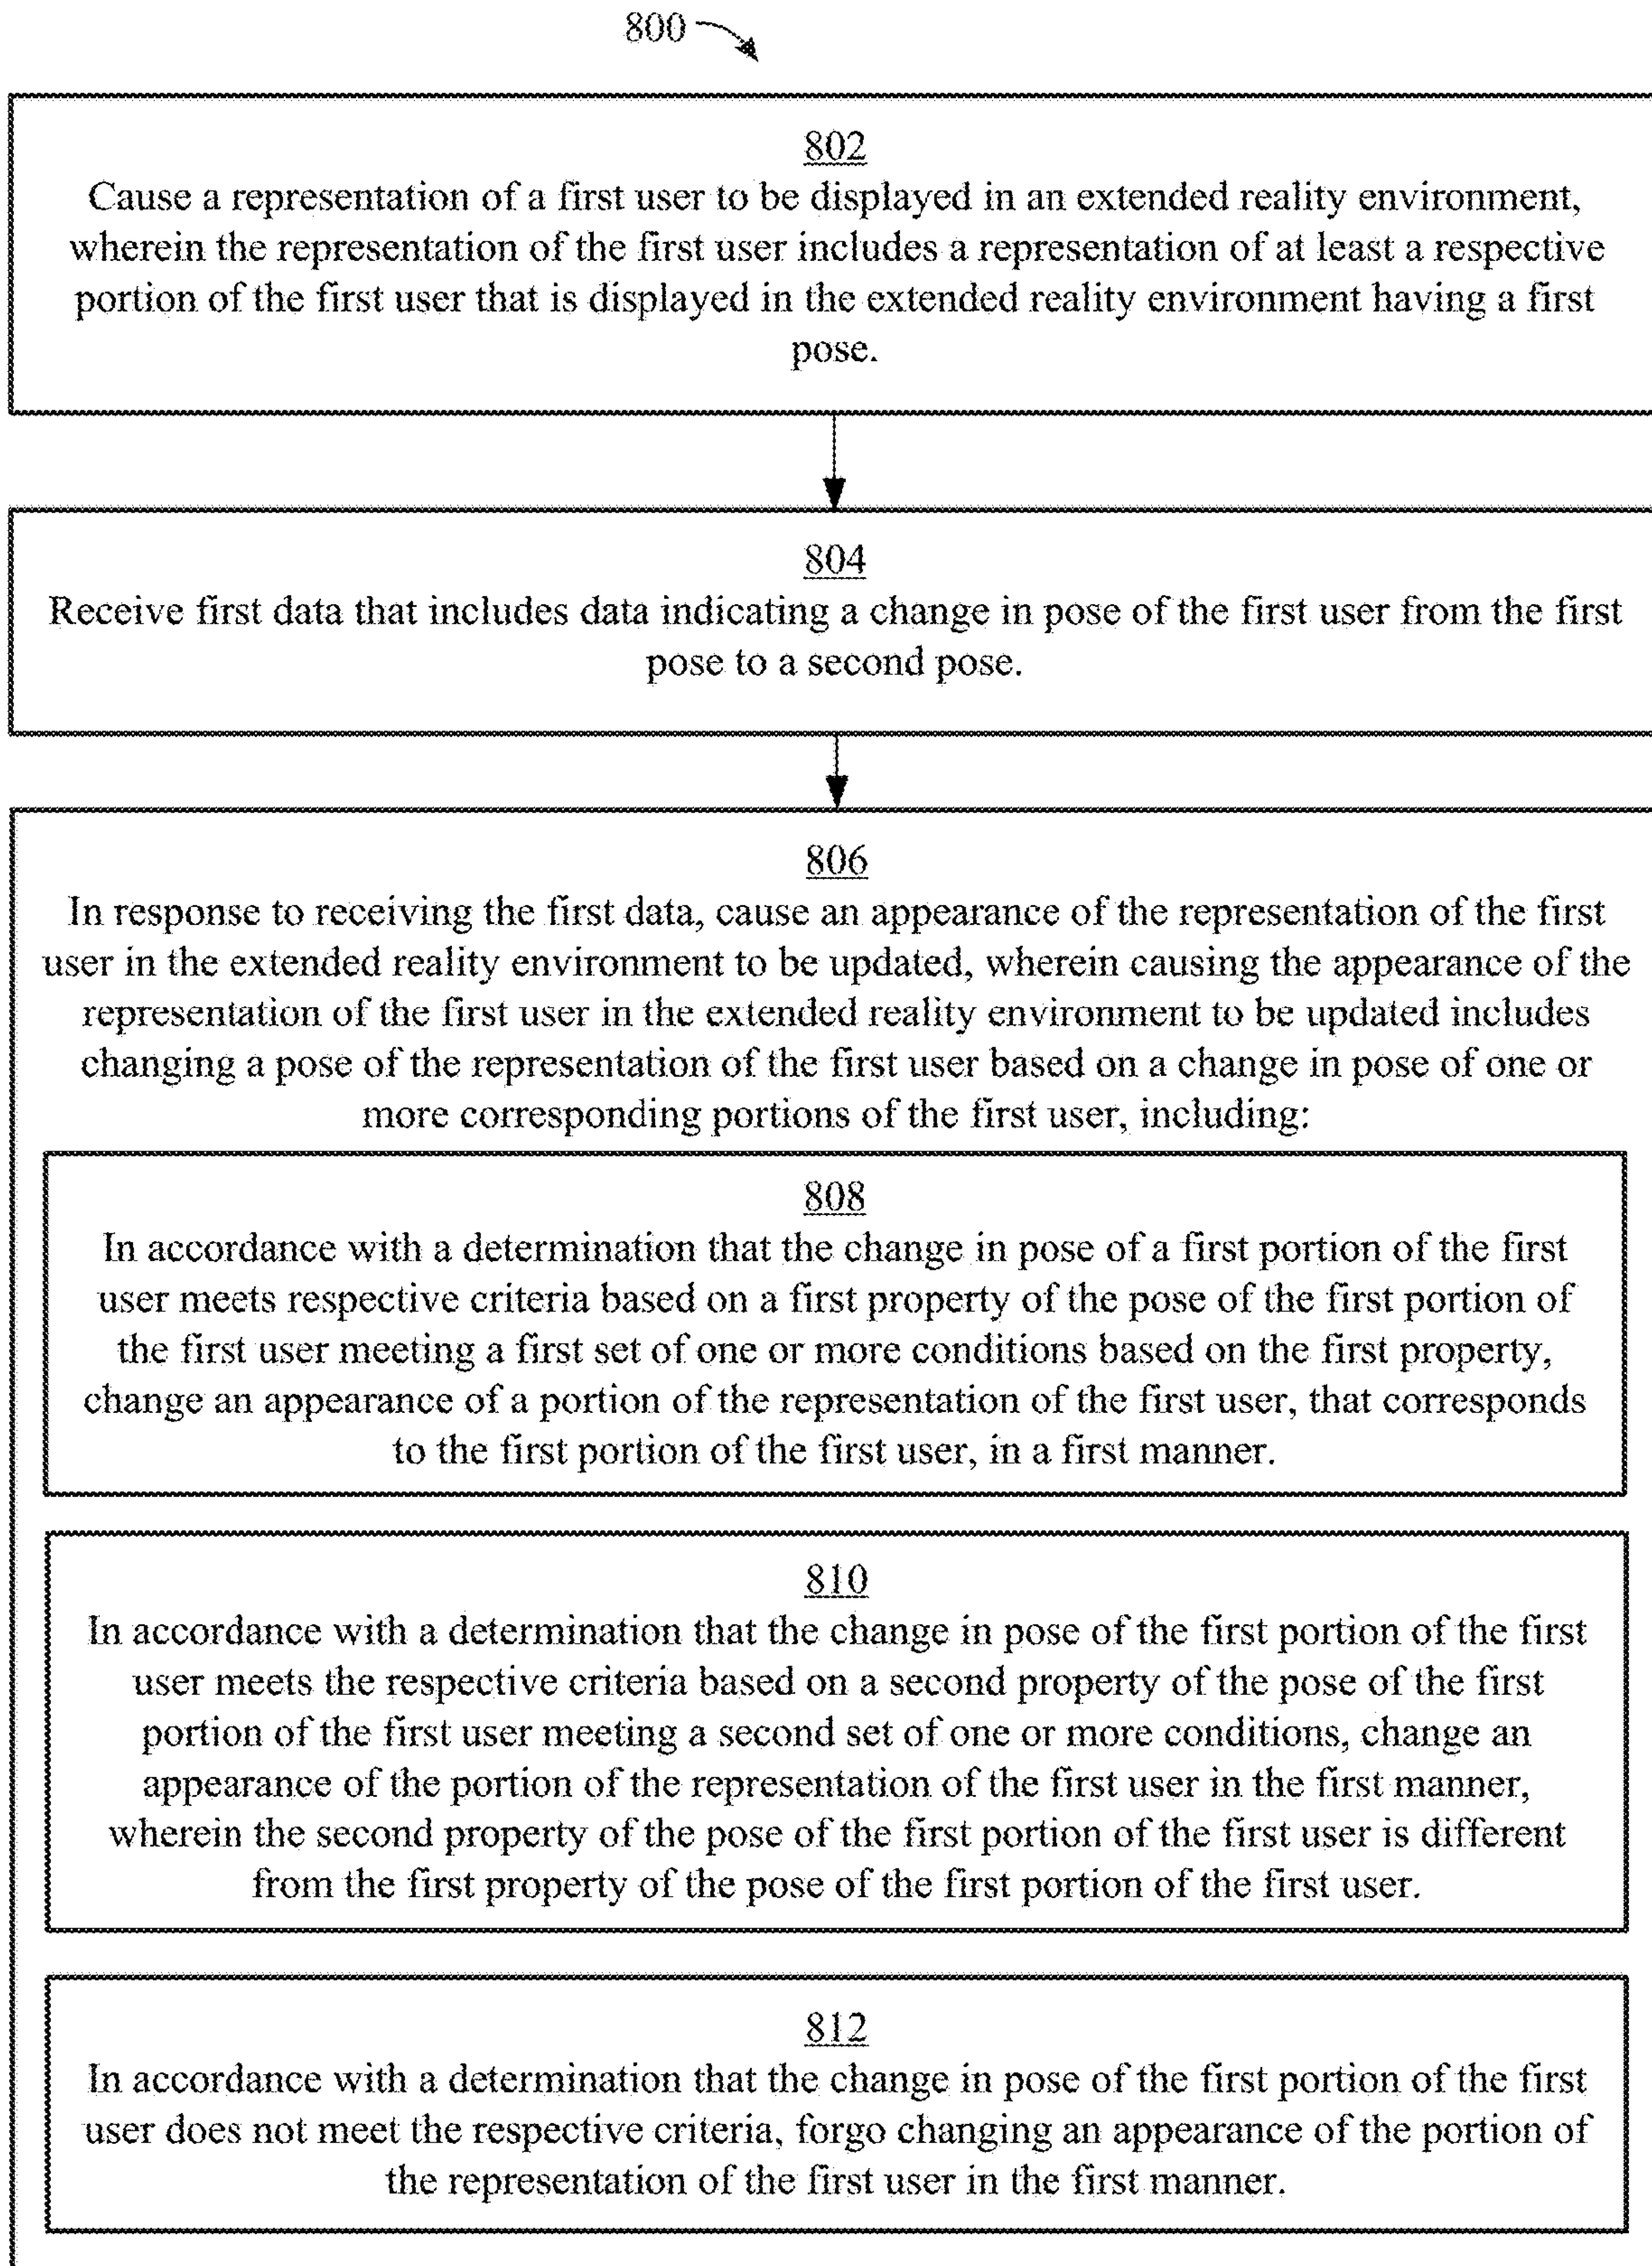 800
802
Cause a representation of a first user to be displayed in an extended reality environment,
wherein the representation of the first user includes a representation of at least a respective
portion of the first user that is displayed in the extended reality environment having a first
pose.
804
Receive first data that includes data indicating a change in pose of the first user from the first
pose to a second pose.
806
In response to receiving the first data, cause an appearance of the representation of the first
user in the extended reality environment to be updated, wherein causing the appearance of the
representation of the first user in the extended reality environment to be updated includes
changing a pose of the representation of the first user based on a change in pose of one or
more corresponding portions of the first user, including:
808
In accordance with a determination that the change in pose of a first portion of the first
user meets respective criteria based on a first property of the pose of the first portion of
the first user meeting a first set of one or more conditions based on the first property,
change an appearance of a portion of the representation of the first user, that corresponds
to the first portion of the first user, in a first manner.
810
In accordance with a determination that the change in pose of the first portion of the first
user meets the respective criteria based on a second property of the pose of the first
portion of the first user meeting a second set of one or more conditions, change an
appearance of the portion of the representation of the first user in the first manner,
wherein the second property of the pose of the first portion of the first user is different
from the first property of the pose of the first portion of the first user.
812
In accordance with a determination that the change in pose of the first portion of the first
user does not meet the respective criteria, forgo changing an appearance of the portion of
the representation of the first user in the first manner.